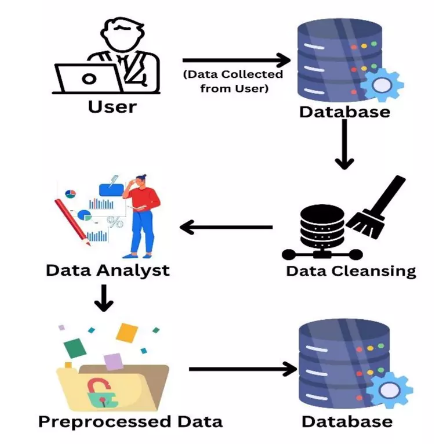 (Data Collected
from User)
User
Database
%
Data Analyst
Data Cleansing
Preprocessed Data
Database